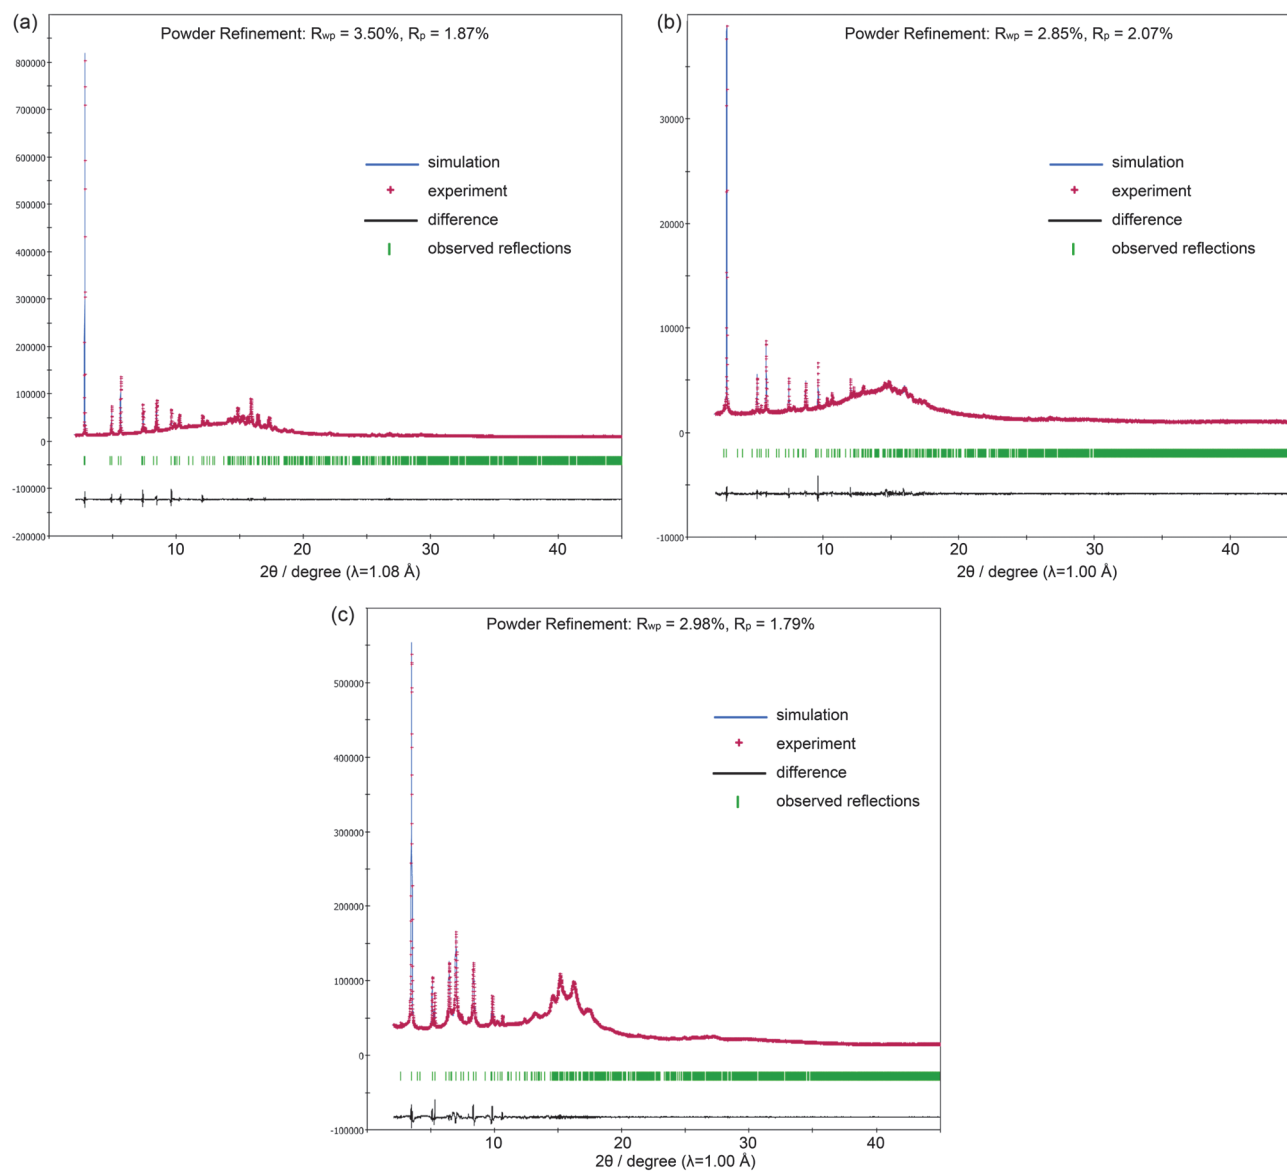 (a)
Powder Refinement: Rwp = 3.50%, Rp = 1.87%
800000
700000
600000
500000
400000
300000
200000
100000
0
-100000
-200000
simulation
experiment
difference
observed reflections
10
20
30
40
2θ / degree (λ=1.08 Å)
(b)
Powder Refinement: Rwp = 2.85%, Rp = 2.07%
30000
20000
10000
0
-10000
simulation
experiment
difference
observed reflections
10
20
30
40
2θ / degree (λ=1.00 Å)
(c)
Powder Refinement: Rwp = 2.98%, Rp = 1.79%
500000
400000
300000
200000
100000
0
-100000
simulation
experiment
difference
observed reflections
10
20
30
40
2θ / degree (λ=1.00 Å)